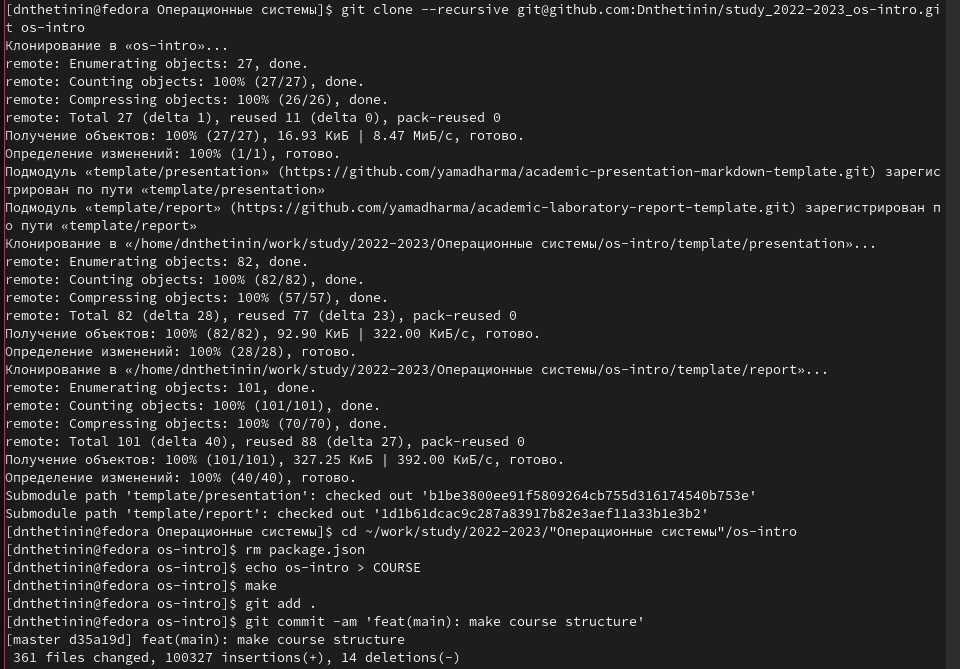 [dnthetinin@fedora Операционные системы]$ git clone --recursive git@github.com:Dnthetinin/study_2022-2023_os-intro.gi
t os-intro
Клонирование в «os-intro»...
remote: Enumerating objects: 27, done.
remote: Counting objects: 100% (27/27), done.
remote: Compressing objects: 100% (26/26), done.
remote: Total 27 (delta 1), reused 11 (delta 0), pack-reused 0
Получение объектов: 100% (27/27), 16.93 КиБ | 8.47 МиБ/с, готово.
Определение изменений: 100% (1/1), готово.
Подмодуль «template/presentation» (https://github.com/yamadharma/academic-presentation-markdown-template.git) зарегис
трирован по пути «template/presentation»
Подмодуль «template/report» (https://github.com/yamadharma/academic-laboratory-report-template.git) зарегистрирован п
о пути «template/report»
Клонирование в «/home/dnthetinin/work/study/2022-2023/Операционные системы/os-intro/template/presentation»...
remote: Enumerating objects: 82, done.
remote: Counting objects: 100% (82/82), done.
remote: Compressing objects: 100% (57/57), done.
remote: Total 82 (delta 28), reused 77 (delta 23), pack-reused 0
Получение объектов: 100% (82/82), 92.90 КиБ | 322.00 КиБ/с, готово.
Определение изменений: 100% (28/28), готово.
Клонирование в «/home/dnthetinin/work/study/2022-2023/Операционные системы/os-intro/template/report»...
remote: Enumerating objects: 101, done.
remote: Counting objects: 100% (101/101), done.
remote: Compressing objects: 100% (70/70), done.
remote: Total 101 (delta 40), reused 88 (delta 27), pack-reused 0
Получение объектов: 100% (101/101), 327.25 КиБ | 392.00 КиБ/с, готово.
Определение изменений: 100% (40/40), готово.
Submodule path 'template/presentation': checked out 'b1be3800ee91f5809264cb755d316174540b753e'
Submodule path 'template/report': checked out '1d1b61dcac9c287a83917b82e3aef11a33b1e3b2'
[dnthetinin@fedora Операционные системы]$ cd ~/work/study/2022-2023/"Операционные системы"/os-intro
[dnthetinin@fedora os-intro]$ rm package.json
[dnthetinin@fedora os-intro]$ echo os-intro > COURSE
[dnthetinin@fedora os-intro]$ make
[dnthetinin@fedora os-intro]$ git add .
[dnthetinin@fedora os-intro]$ git commit -am 'feat(main): make course structure'
[master d35a19d] feat(main): make course structure
 361 files changed, 100327 insertions(+), 14 deletions(-)